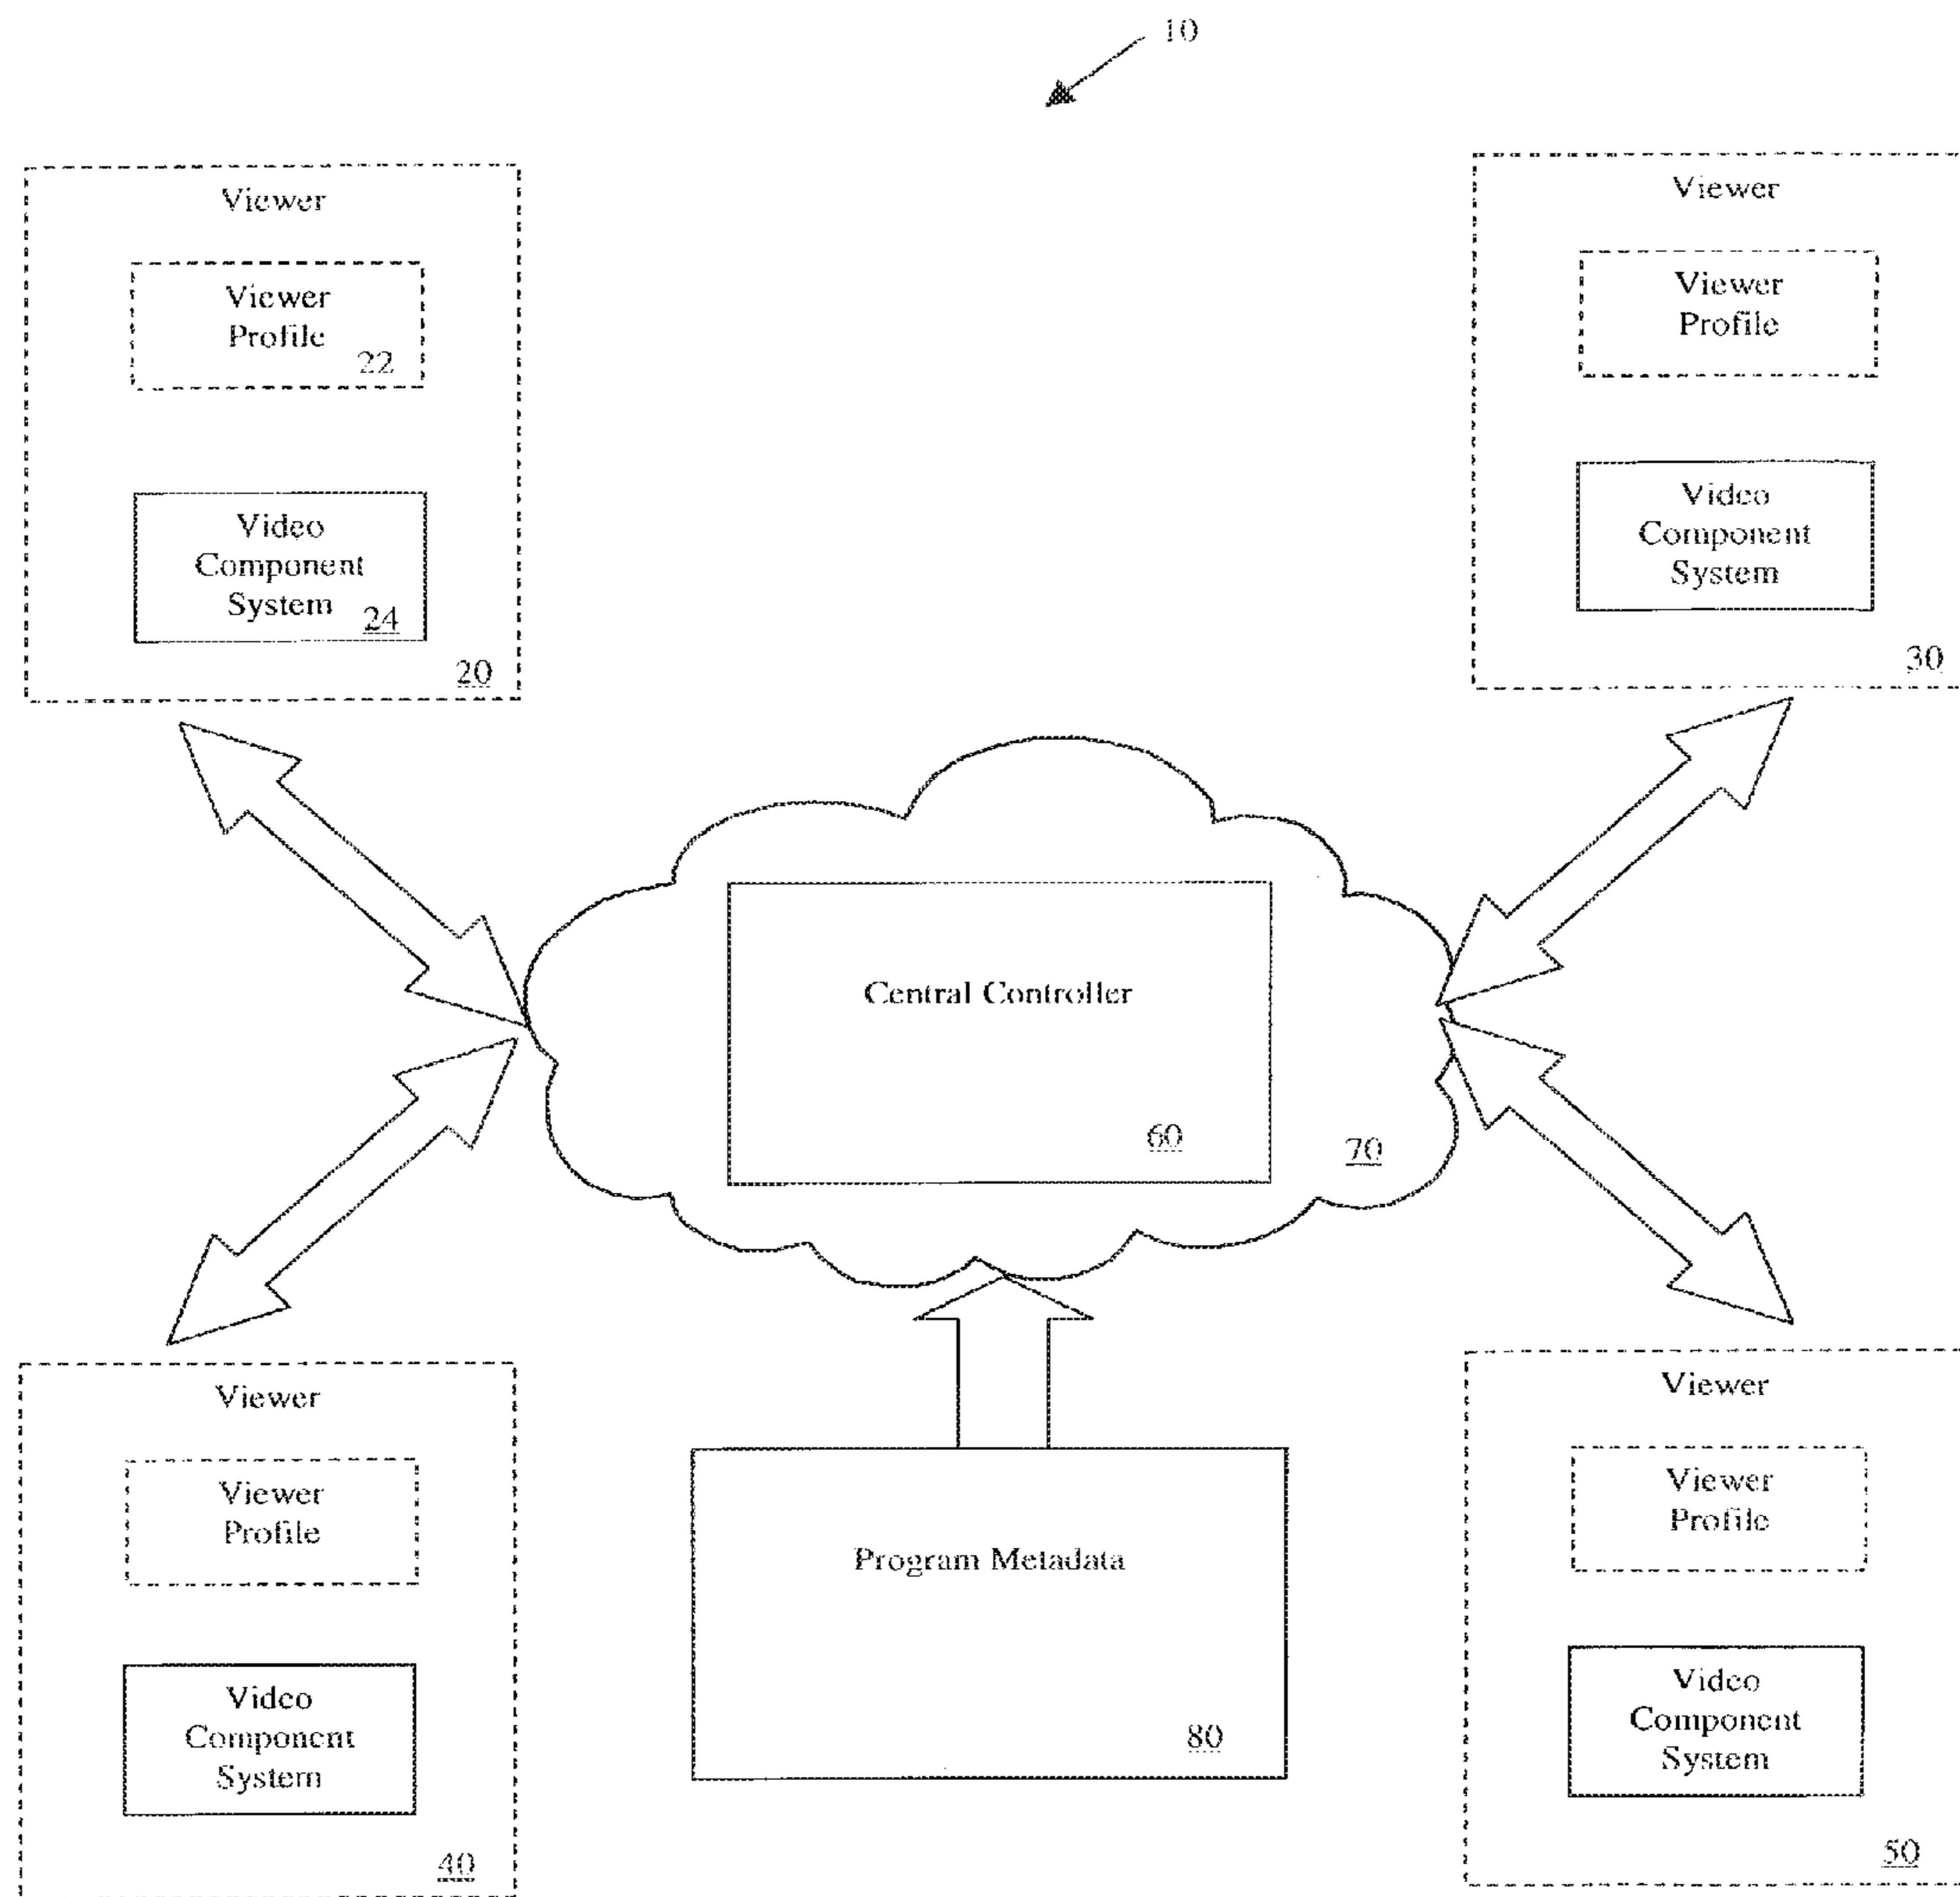 10
Viewer
Viewer
Profile
22
Video
Component
System
24
20
Viewer
Viewer
Profile
Video
Component
System
30
Central Controller
60
70
Viewer
Viewer
Profile
Video
Component
System
40
Program Metadata
80
Viewer
Viewer
Profile
Video
Component
System
50